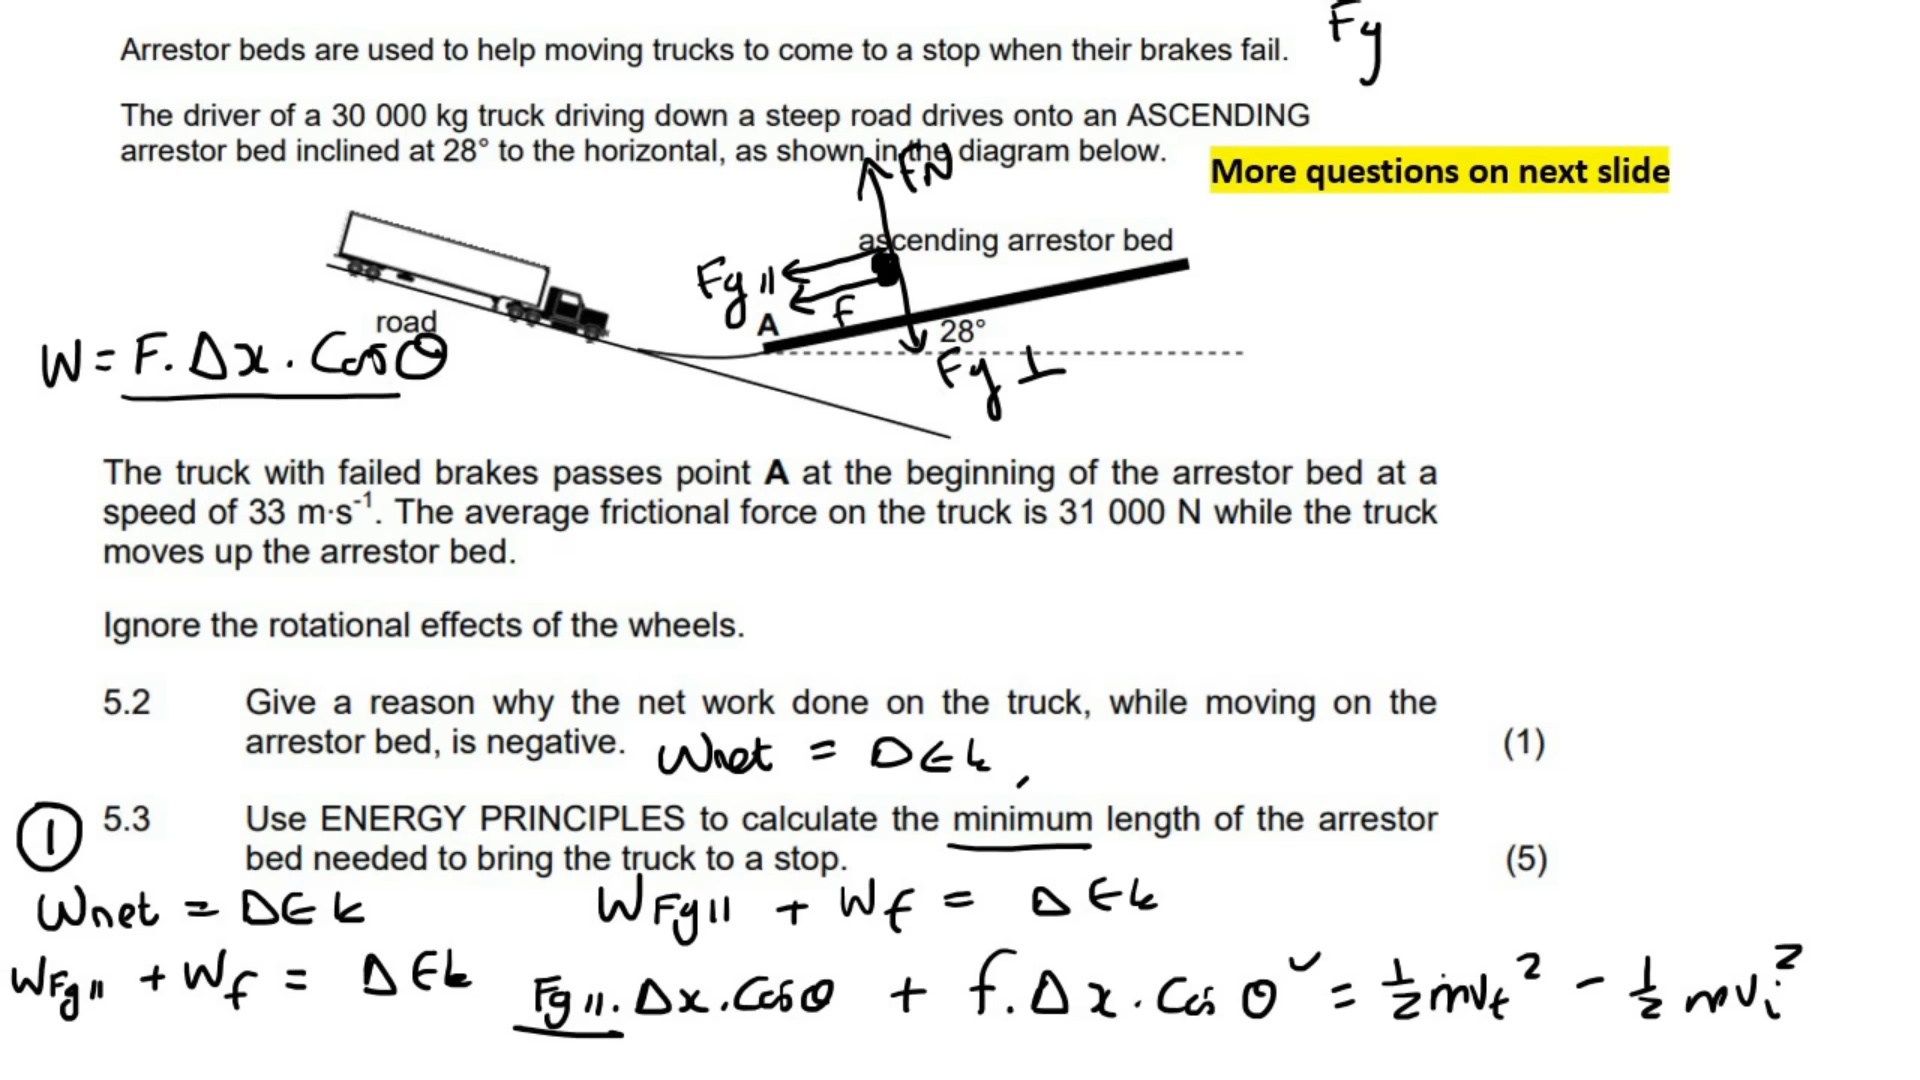 Fg
Arrestor beds are used to help moving trucks to come to a stop when their brakes fail.
The driver of a 30 000 kg truck driving down a steep road drives onto an ASCENDING
arrestor bed inclined at 28° to the horizontal, as shown in the diagram below.
More questions on next slide
FN
ascending arrestor bed
Fg ||
f
A
28°
road
W = F . Δx . Cosθ
Fg ⊥
The truck with failed brakes passes point A at the beginning of the arrestor bed at a
speed of 33 m·s⁻¹. The average frictional force on the truck is 31 000 N while the truck
moves up the arrestor bed.
Ignore the rotational effects of the wheels.
5.2 Give a reason why the net work done on the truck, while moving on the
arrestor bed, is negative. (1)
Wnet = ΔEk
① 5.3 Use ENERGY PRINCIPLES to calculate the minimum length of the arrestor
bed needed to bring the truck to a stop. (5)
Wnet = ΔEk
WFg|| + Wf = ΔEk
WFg|| + Wf = ΔEk
Fg|| . Δx . Cosθ + f . Δx . Cosθ = ½mvf² - ½mvi²